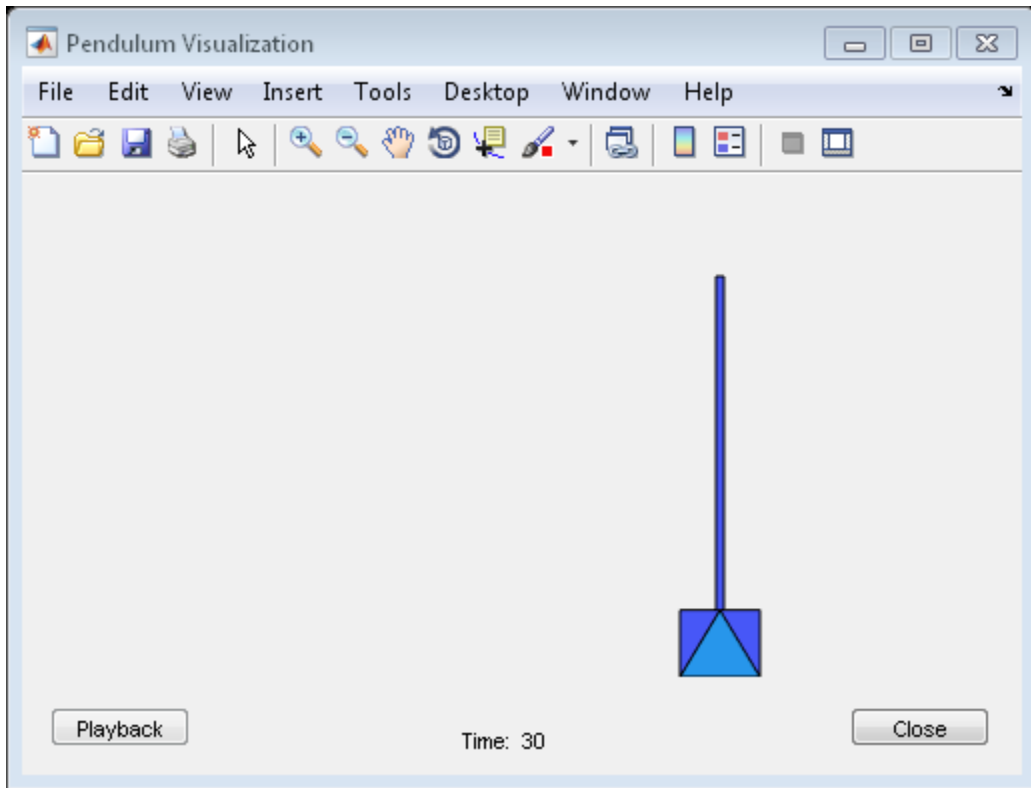 Pendulum Visualization
File Edit View Insert Tools Desktop Window Help
Playback Time: 30 Close